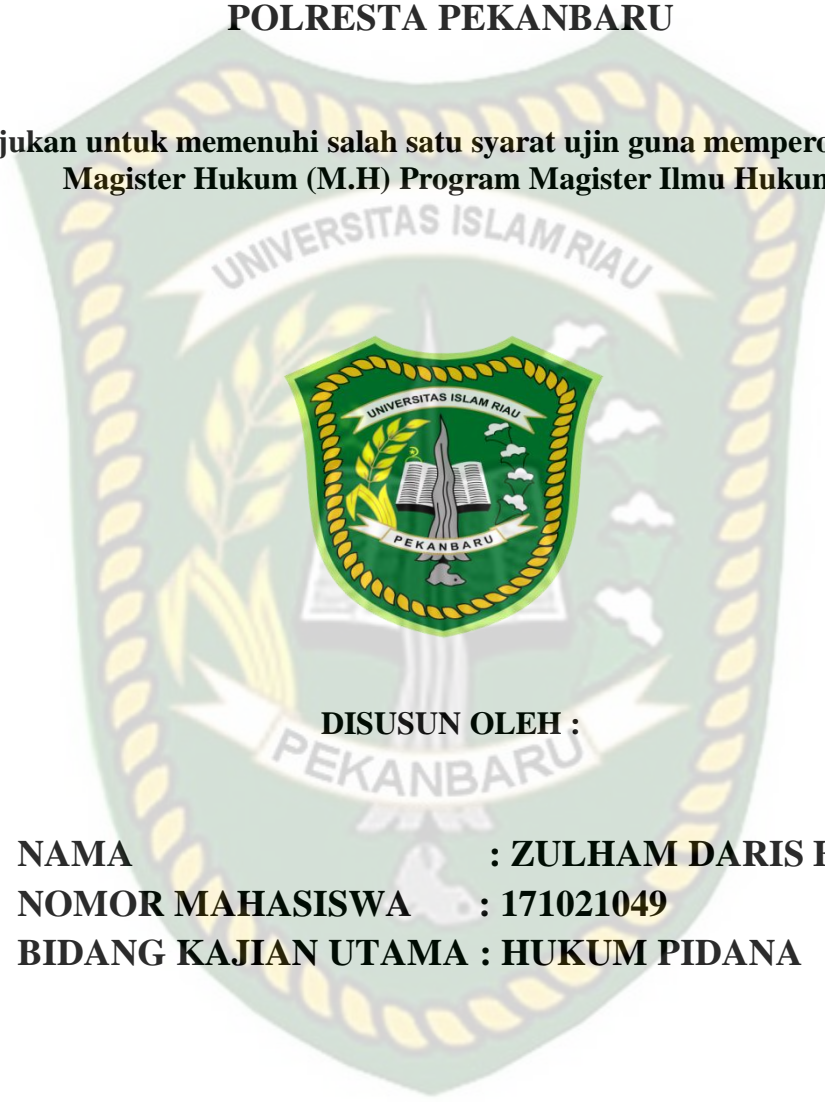 POLRESTA PEKANBARU
jukan untuk memenuhi salah satu syarat ujin guna mempero
Magister Hukum (M.H) Program Magister Ilmu Hukum
UNIVERSITAS ISLAM RIAU
UNIVERSITAS ISLAM RIAU
PEKANBARU
DISUSUN OLEH :
PEKANBARU
NAMA : ZULHAM DARIS
NOMOR MAHASISWA : 171021049
BIDANG KAJIAN UTAMA : HUKUM PIDANA